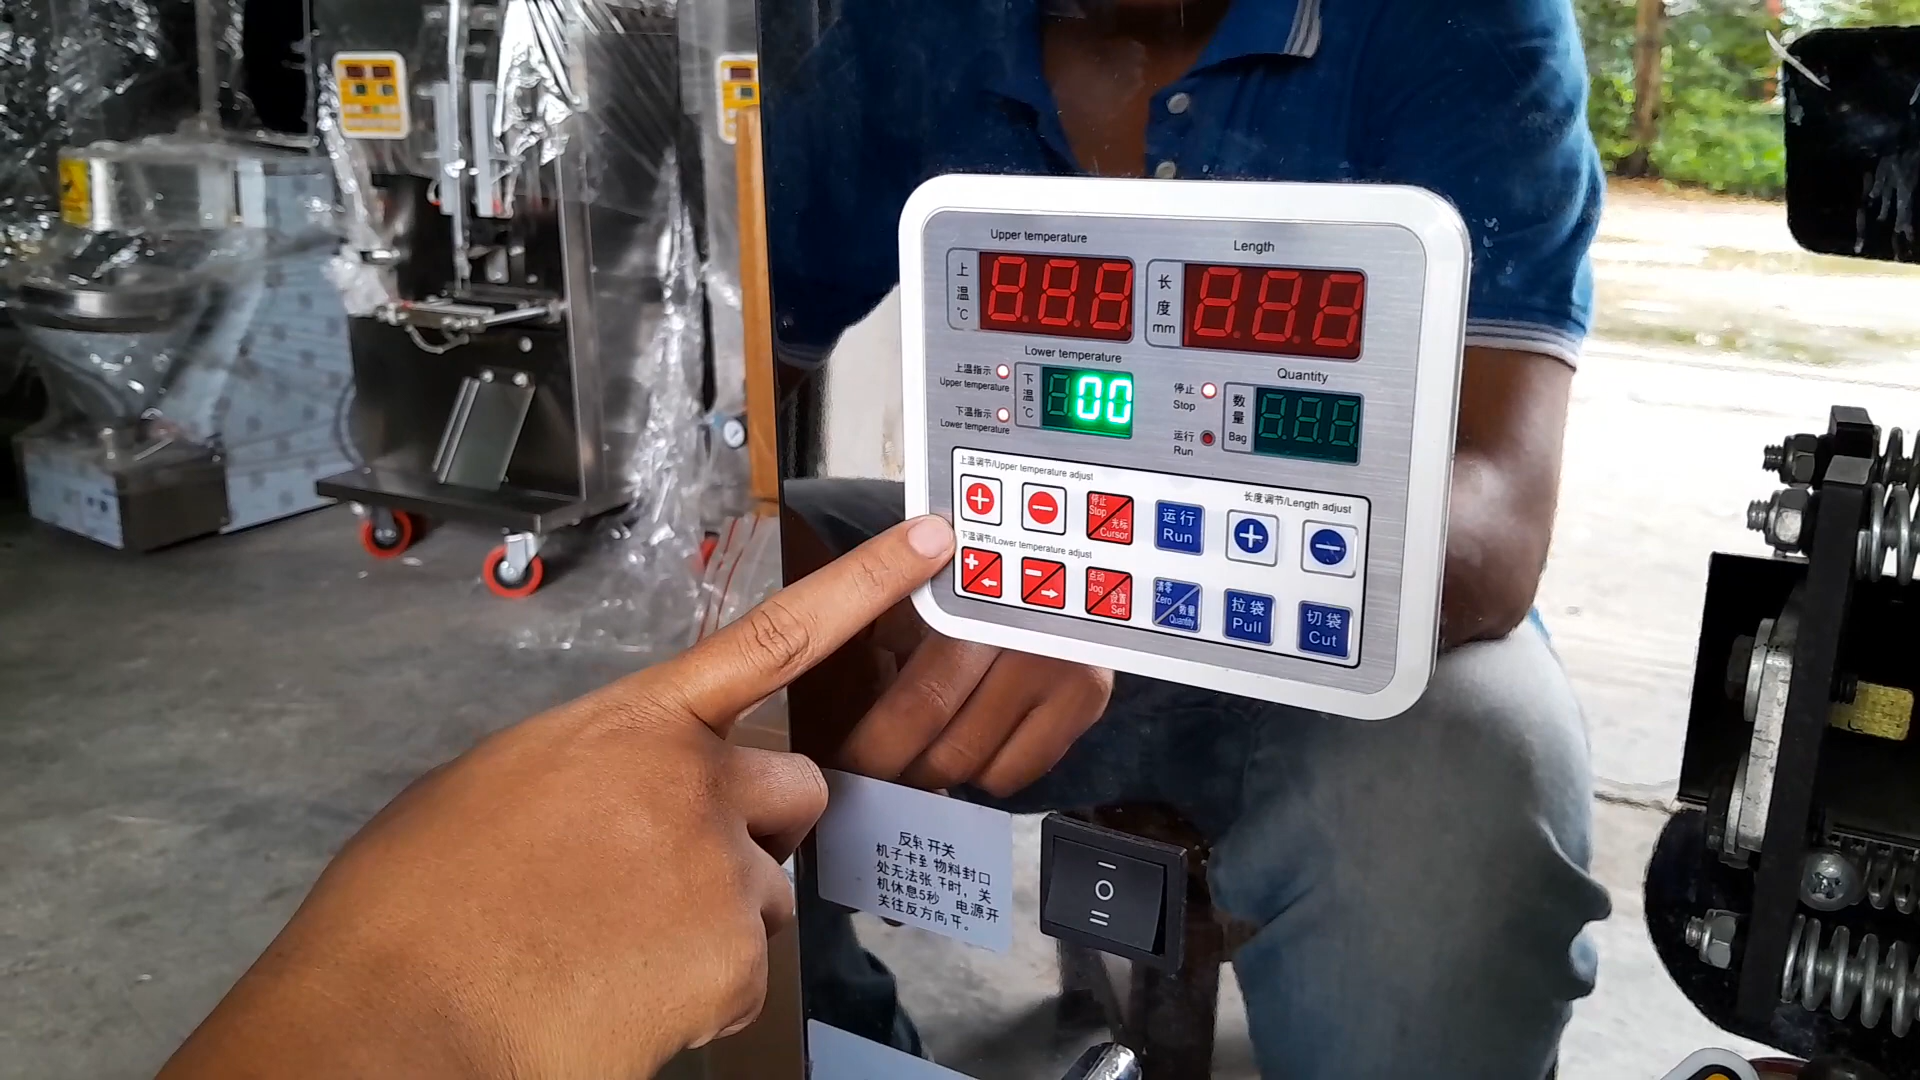 Upper temperature
Length
上温 ℃
长度 mm
Lower temperature
上温指示
Upper temperature
下温 ℃
00
停止
Stop
Quantity
数量
Bag
下温指示
Lower temperature
运行
Run
上温调节/Upper temperature adjust
长度调节/Length adjust
+
−
停止
Stop
光标
Cursor
运行
Run
+
−
下温调节/Lower temperature adjust
+ ←
− →
点动
Jog
设置
Set
清零
Zero
数量
Quantity
拉袋
Pull
切袋
Cut
反转 开关
机子卡到 物料封口
处无法张开时，关
机休息5秒 电源开
关往反方向开。